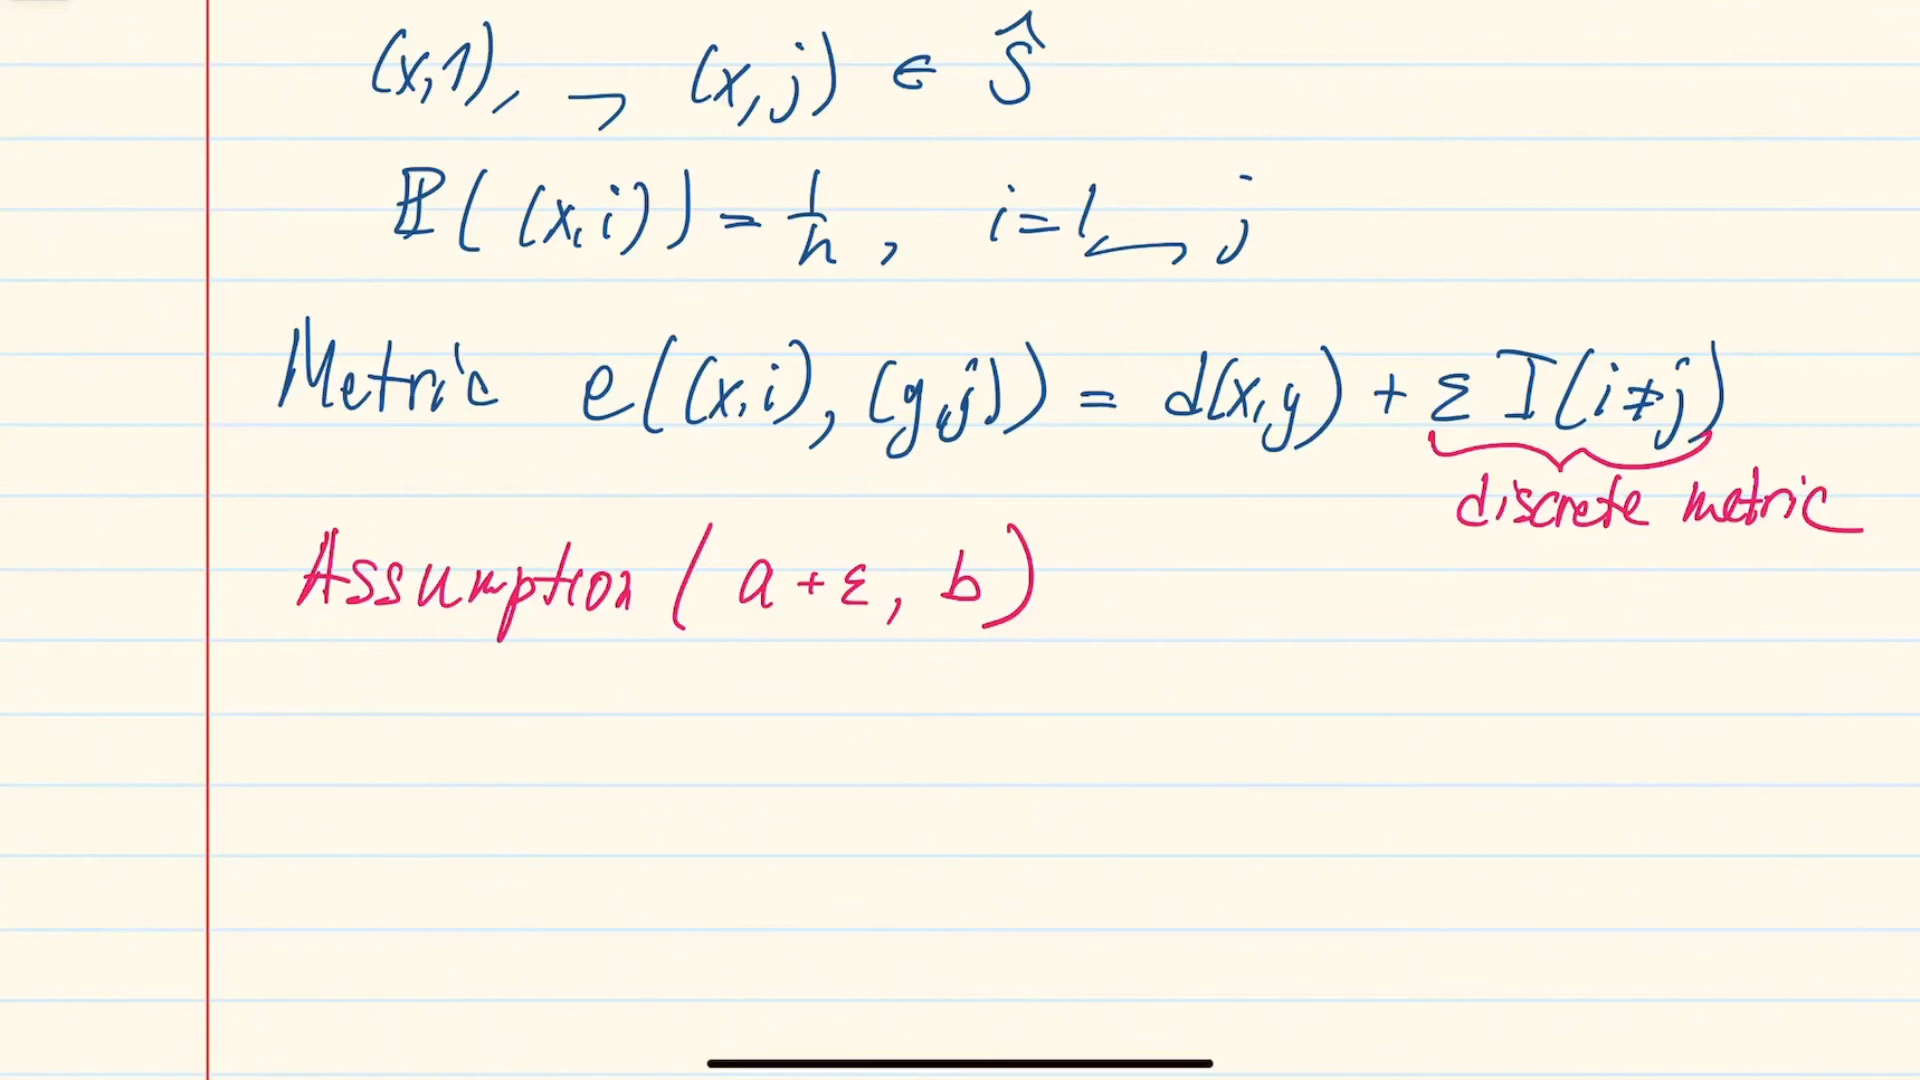 (x,1), ..., (x,j) ∈ Ŝ
ℙ((x,i)) = 1/n, i=1, ..., j
Metric e((x,i), (y,j)) = d(x,y) + ε I(i≠j)
discrete metric
Assumption (a+ε, b)